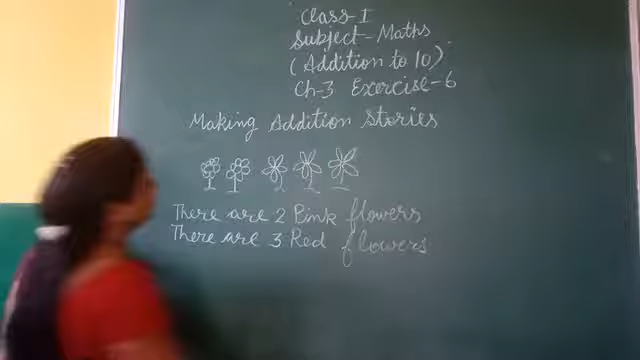 Class-I
Subject-Maths
(Addition to 10)
Ch-3 Exercise-6
Making Addition Stories
There are 2 Pink flowers
There are 3 Red flowers